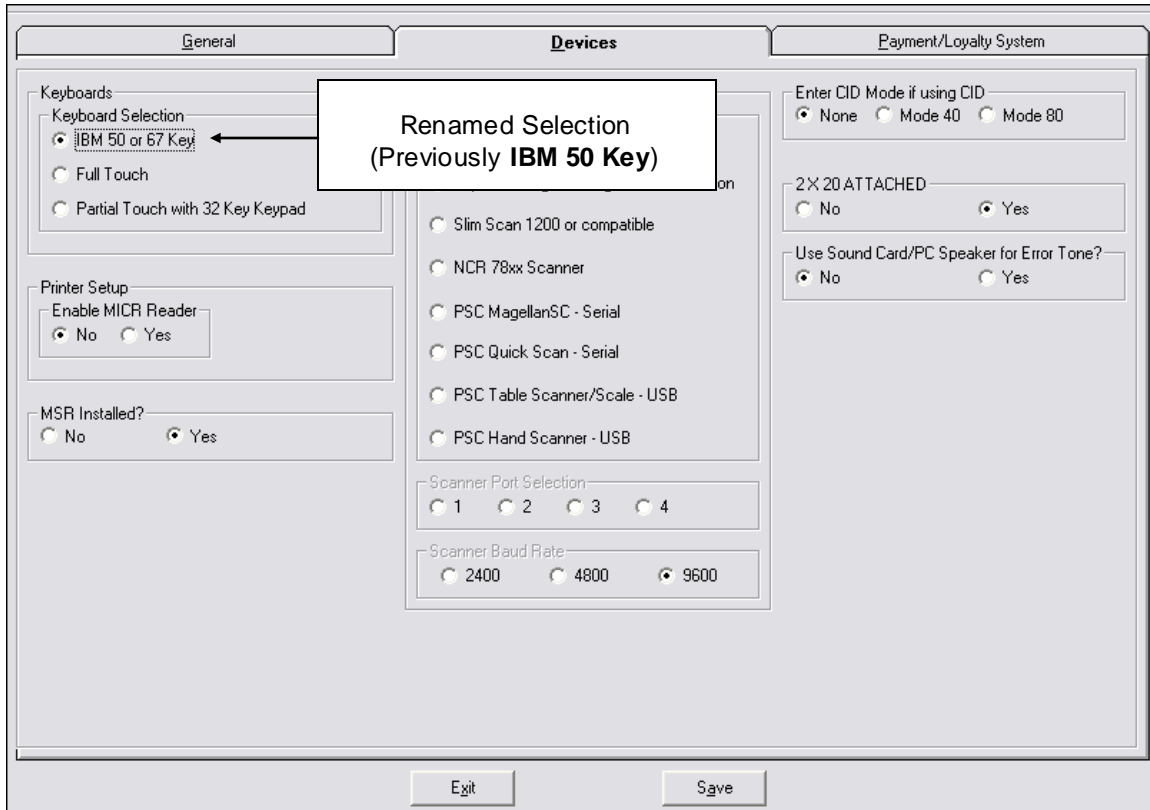 General
Devices
Payment/Loyalty System
Keyboards
Keyboard Selection
IBM 50 or 67 Key
Full Touch
Partial Touch with 32 Key Keypad
Printer Setup
Enable MICR Reader
No Yes
MSR Installed?
No Yes
Renamed Selection
(Previously IBM 50 Key)
on
Slim Scan 1200 or compatible
NCR 78xx Scanner
PSC MagellanSC - Serial
PSC Quick Scan - Serial
PSC Table Scanner/Scale - USB
PSC Hand Scanner - USB
Scanner Port Selection
1 2 3 4
Scanner Baud Rate
2400 4800 9600
Enter CID Mode if using CID
None Mode 40 Mode 80
2 X 20 ATTACHED
No Yes
Use Sound Card/PC Speaker for Error Tone?
No Yes
Exit
Save